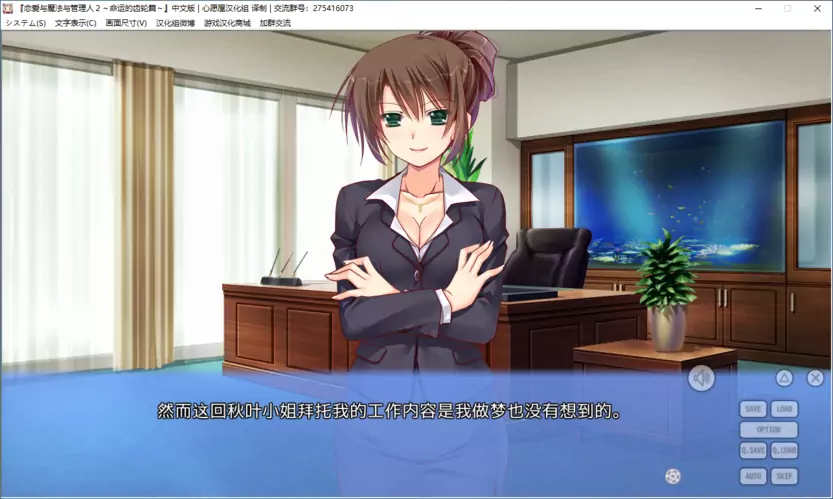 『恋爱与魔法与管理人２～命运的齿轮篇～』中文版 | 心愿屋汉化组 译制 | 交流群号：275416073
システム(S) 文字表示(C) 画面尺寸(V) 汉化组微博 游戏汉化商城 加群交流
然而这回秋叶小姐拜托我的工作内容是我做梦也没有想到的。
SAVE LOAD
OPTION
Q.SAVE Q.LOAD
AUTO SKIP